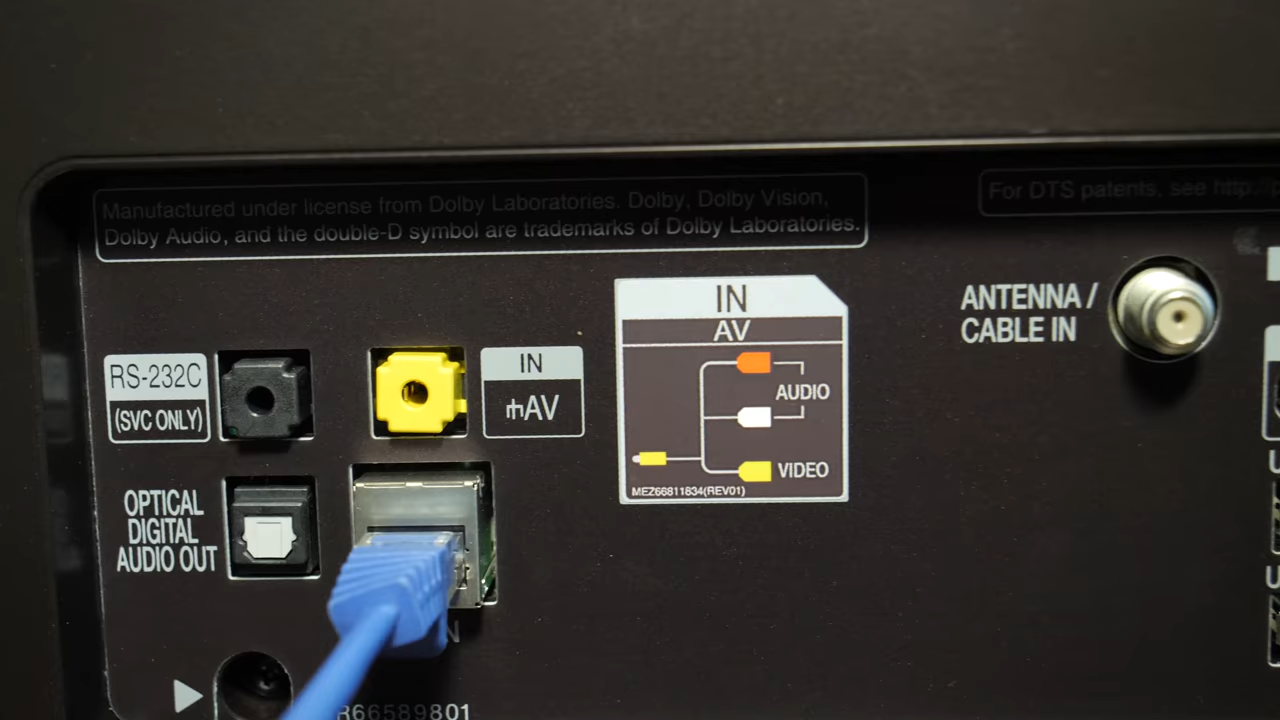 Manufactured under license from Dolby Laboratories. Dolby, Dolby Vision,
Dolby Audio, and the double-D symbol are trademarks of Dolby Laboratories.
For DTS patents, see http://
IN
AV
AUDIO
VIDEO
MEZ66811834(REV01)
ANTENNA /
CABLE IN
RS-232C
(SVC ONLY)
IN
AV
OPTICAL
DIGITAL
AUDIO OUT
N
R66589801